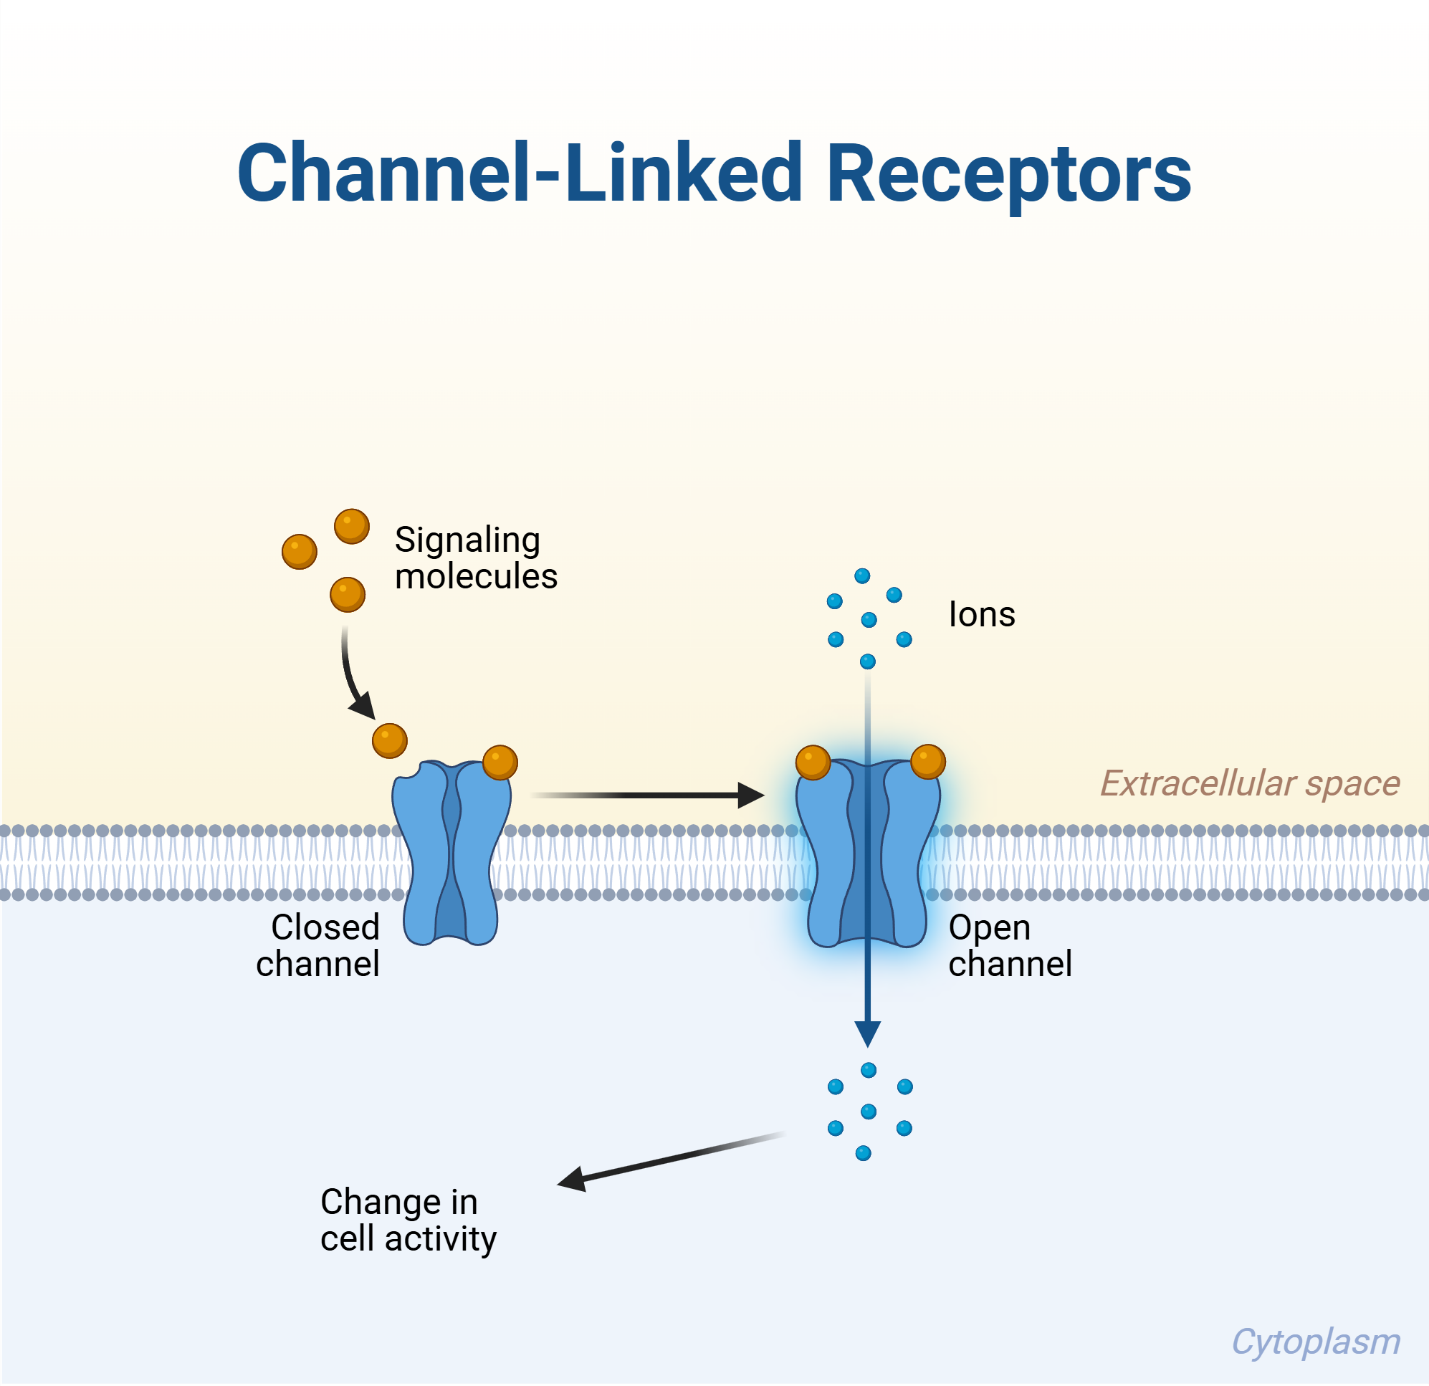 Channel-Linked Receptors
Signaling
molecules
Ions
Extracellular space
Closed
channel
Open
channel
Change in
cell activity
Cytoplasm